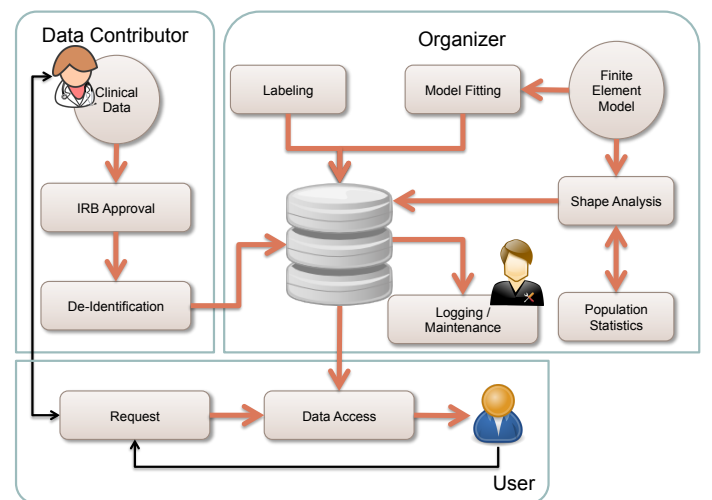 Data Contributor
Organizer
Clinical
Data
Labeling
Model Fitting
Finite
Element
Model
IRB Approval
Shape Analysis
De-Identification
Logging /
Maintenance
Population
Statistics
Request
Data Access
User